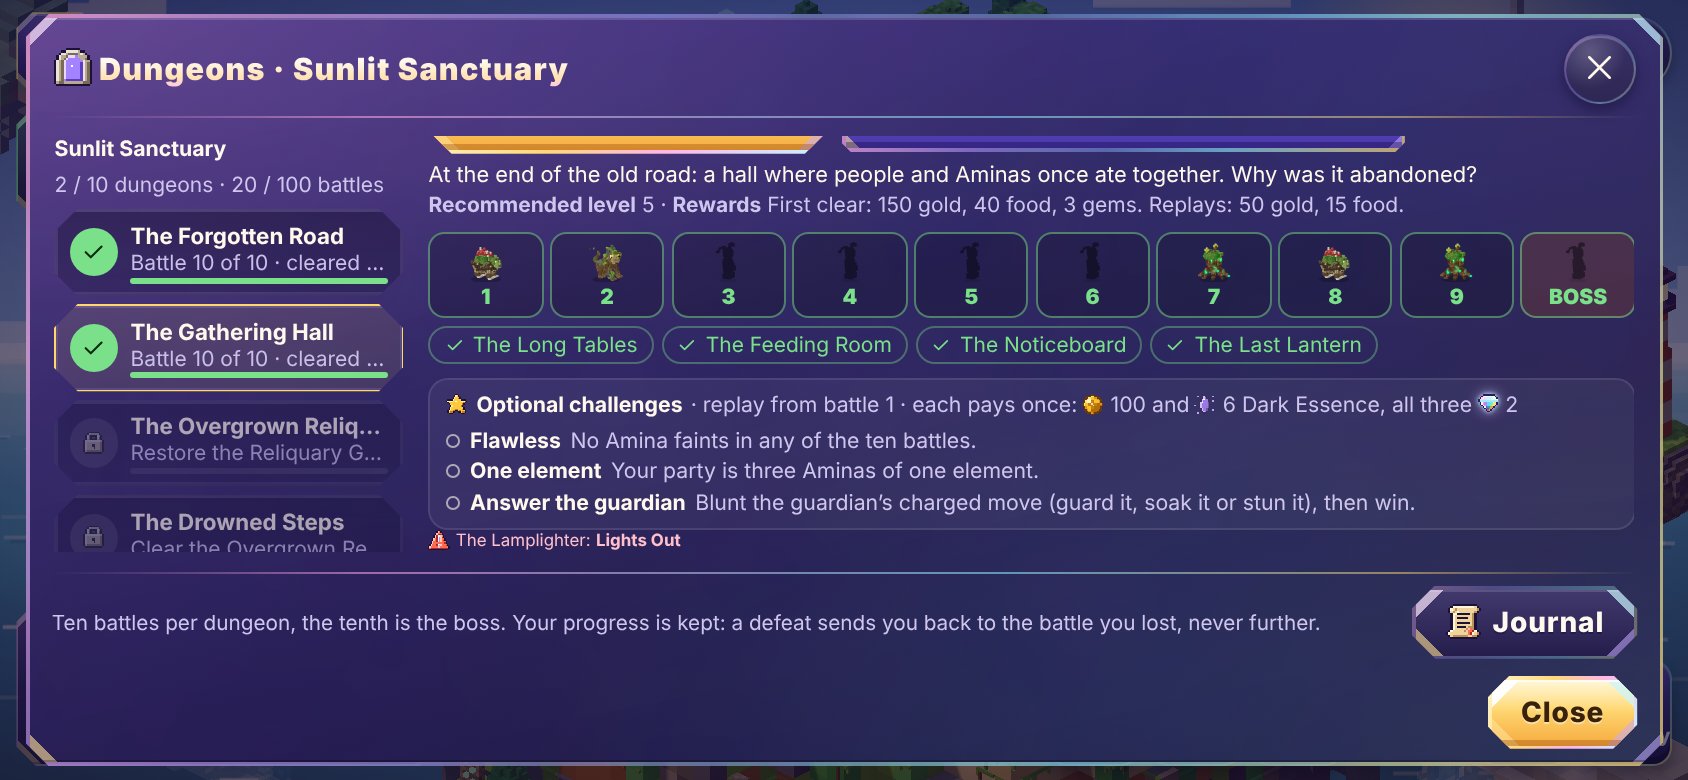 Dungeons · Sunlit Sanctuary
Sunlit Sanctuary
2 / 10 dungeons · 20 / 100 battles
The Forgotten Road
Battle 10 of 10 · cleared ...
The Gathering Hall
Battle 10 of 10 · cleared ...
The Overgrown Reliq...
Restore the Reliquary G...
The Drowned Steps
Clear the Overgrown Re
At the end of the old road: a hall where people and Aminas once ate together. Why was it abandoned?
Recommended level 5 · Rewards First clear: 150 gold, 40 food, 3 gems. Replays: 50 gold, 15 food.
1 2 3 4 5 6 7 8 9 BOSS
The Long Tables The Feeding Room The Noticeboard The Last Lantern
Optional challenges · replay from battle 1 · each pays once: 100 and 6 Dark Essence, all three 2
Flawless No Amina faints in any of the ten battles.
One element Your party is three Aminas of one element.
Answer the guardian Blunt the guardian’s charged move (guard it, soak it or stun it), then win.
The Lamplighter: Lights Out
Ten battles per dungeon, the tenth is the boss. Your progress is kept: a defeat sends you back to the battle you lost, never further.
Journal
Close